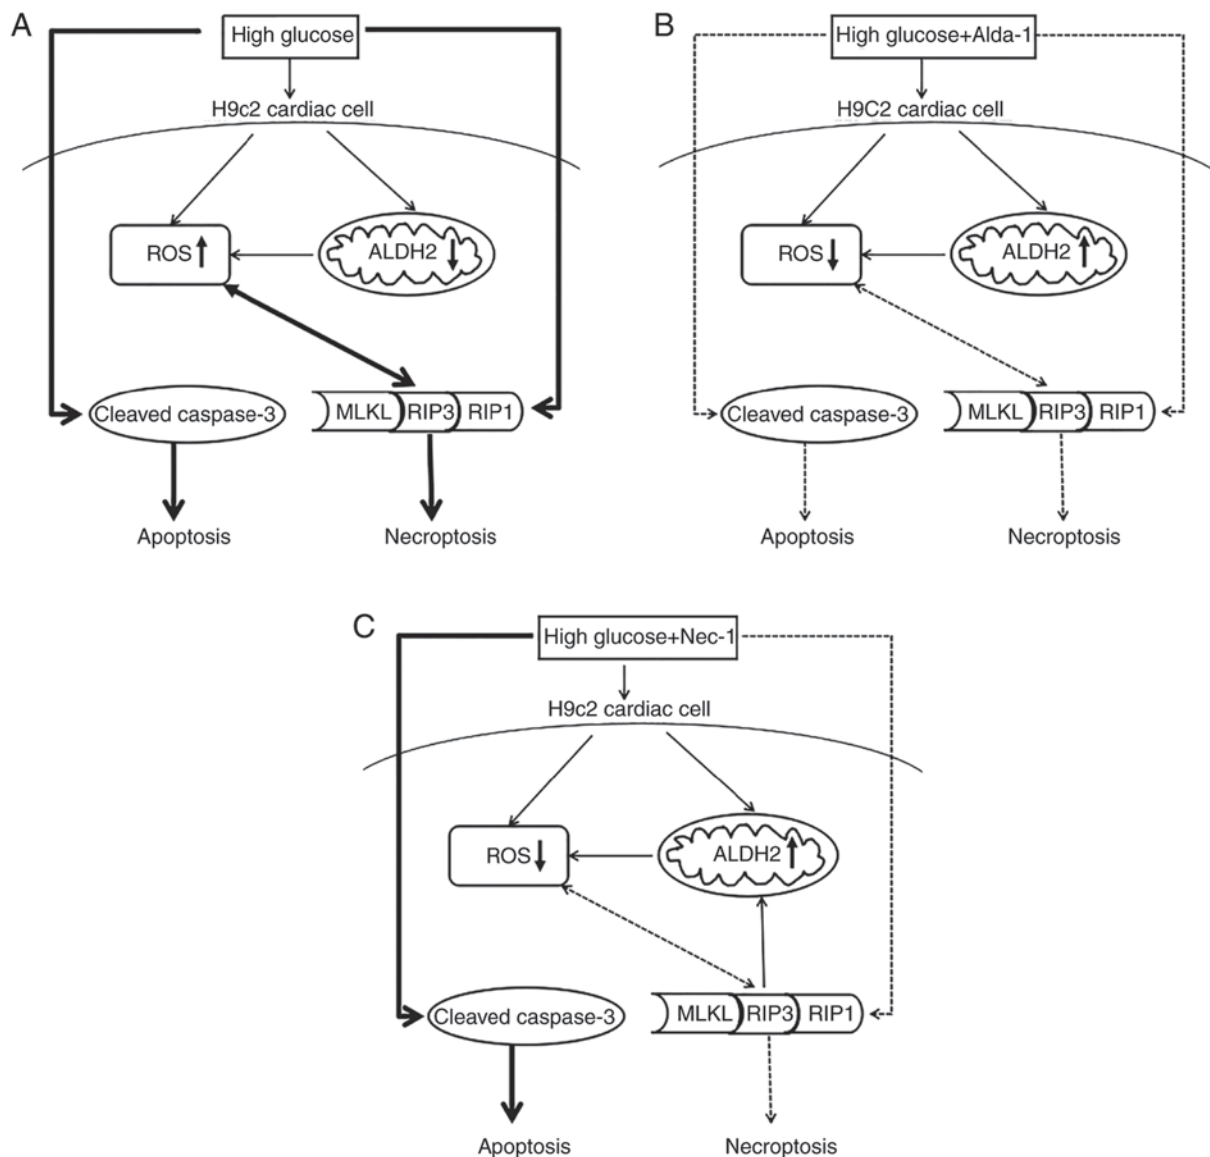 A
High glucose
H9c2 cardiac cell
ROS
ALDH2
Cleaved caspase-3
MLKL
RIP3
RIP1
Apoptosis
Necroptosis
B
High glucose+Alda-1
H9C2 cardiac cell
ROS
ALDH2
Cleaved caspase-3
MLKL
RIP3
RIP1
Apoptosis
Necroptosis
C
High glucose+Nec-1
H9c2 cardiac cell
ROS
ALDH2
Cleaved caspase-3
MLKL
RIP3
RIP1
Apoptosis
Necroptosis